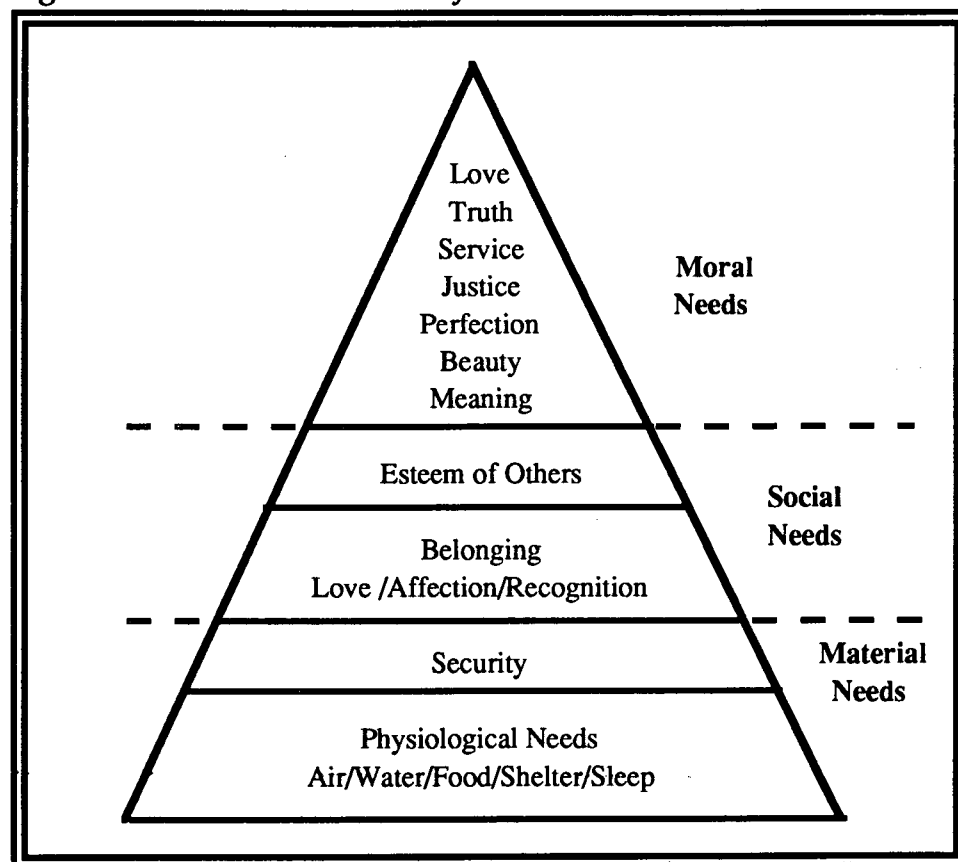 Love
Truth
Service
Justice
Perfection
Beauty
Meaning
Moral
Needs
Esteem of Others
Social
Needs
Belonging
Love /Affection/Recognition
Security
Material
Needs
Physiological Needs
Air/Water/Food/Shelter/Sleep